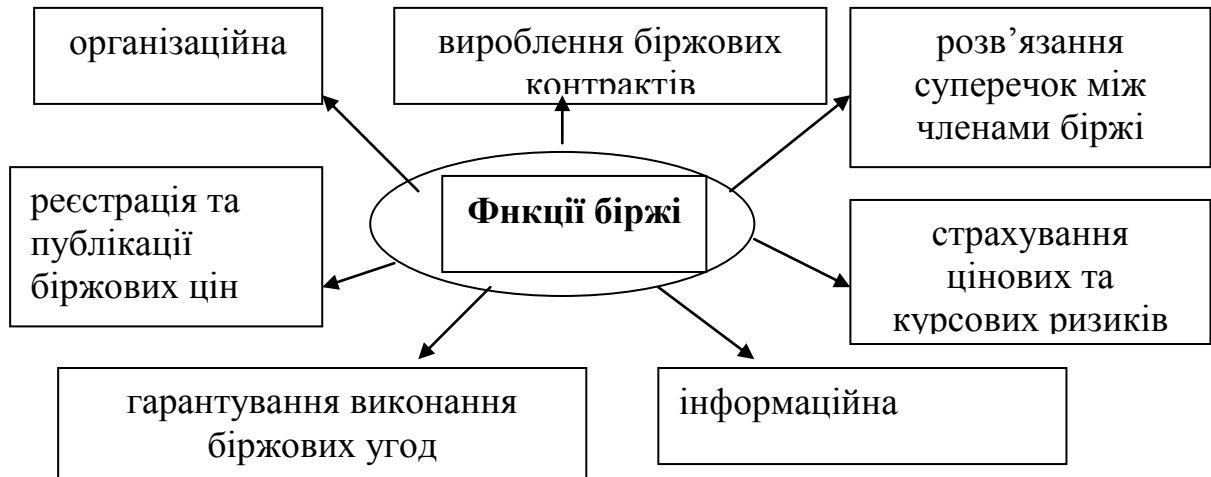 організаційна
вироблення біржових
контрактів
розв’язання
суперечок між
членами біржі
реєстрація та
публікації
біржових цін
Фнкції біржі
страхування
цінових та
курсових ризиків
гарантування виконання
біржових угод
інформаційна